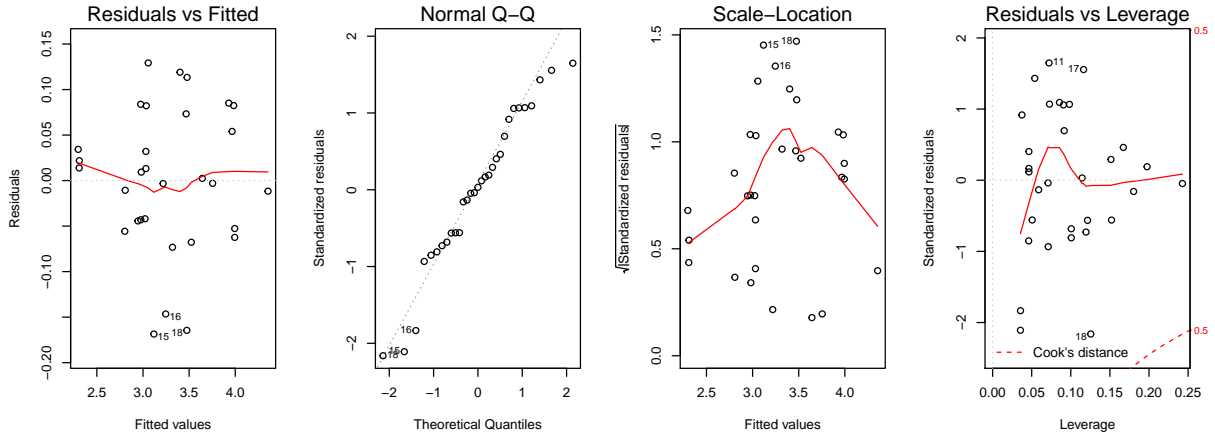 Residuals vs Fitted
0.15
0.10
0.05
0.00
−0.10
−0.20
Residuals
2.5 3.0 3.5 4.0
Fitted values
16
15 18
Normal Q−Q
2
1
0
−1
−2
Standardized residuals
−2 −1 0 1 2
Theoretical Quantiles
16
15
18
Scale−Location
1.5
1.0
0.5
0.0
√|Standardized residuals|
2.5 3.0 3.5 4.0
Fitted values
15 18
16
Residuals vs Leverage
2
1
0
−1
−2
Standardized residuals
0.00 0.05 0.10 0.15 0.20 0.25
Leverage
11
17
18
Cook's distance
0.5
0.5